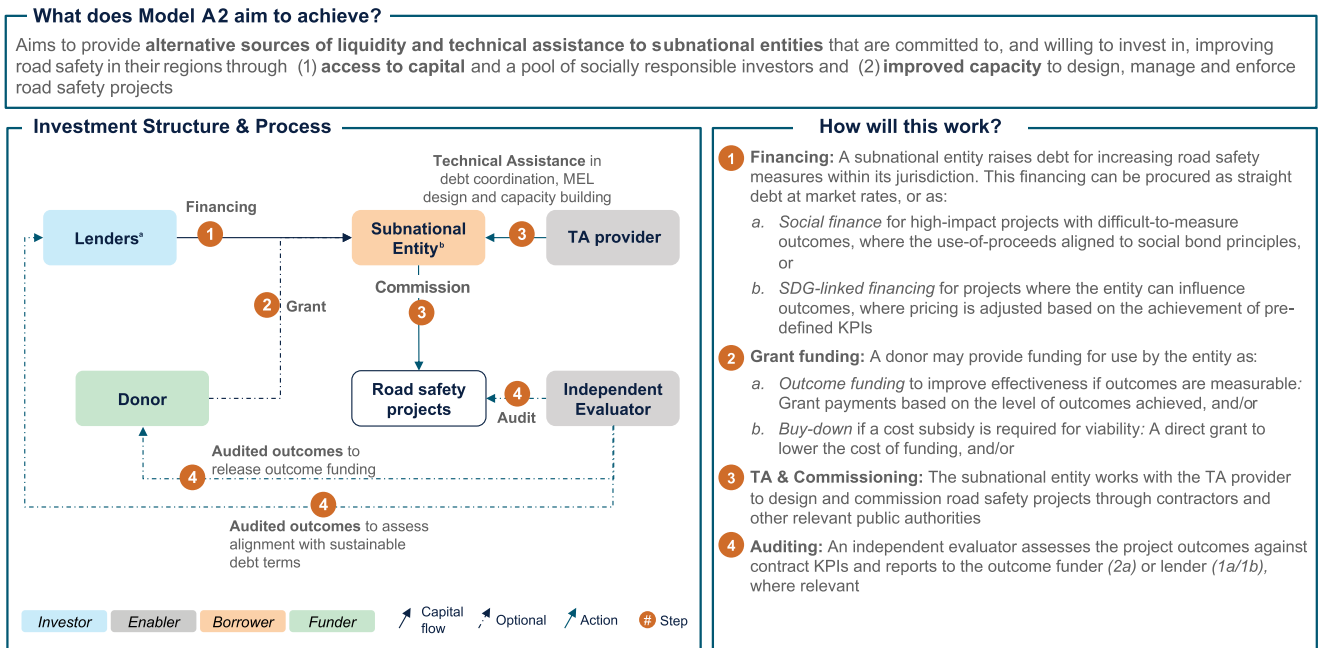 What does Model A2 aim to achieve?
Aims to provide alternative sources of liquidity and technical assistance to subnational entities that are committed to, and willing to invest in, improving
road safety in their regions through (1) access to capital and a pool of socially responsible investors and (2) improved capacity to design, manage and enforce
road safety projects
Investment Structure & Process
Technical Assistance in
debt coordination, MEL
design and capacity building
Financing
Lendersᵃ
1
Subnational
Entityᵇ
3
TA provider
Commission
2
Grant
3
Donor
Road safety
projects
4
Audit
Independent
Evaluator
Audited outcomes to
release outcome funding
4
4
Audited outcomes to assess
alignment with sustainable
debt terms
Investor
Enabler
Borrower
Funder
Capital
flow
Optional
Action
# Step
How will this work?
1 Financing: A subnational entity raises debt for increasing road safety
measures within its jurisdiction. This financing can be procured as straight
debt at market rates, or as:
a. Social finance for high-impact projects with difficult-to-measure
outcomes, where the use-of-proceeds aligned to social bond principles,
or
b. SDG-linked financing for projects where the entity can influence
outcomes, where pricing is adjusted based on the achievement of pre-
defined KPIs
2 Grant funding: A donor may provide funding for use by the entity as:
a. Outcome funding to improve effectiveness if outcomes are measurable:
Grant payments based on the level of outcomes achieved, and/or
b. Buy-down if a cost subsidy is required for viability: A direct grant to
lower the cost of funding, and/or
3 TA & Commissioning: The subnational entity works with the TA provider
to design and commission road safety projects through contractors and
other relevant public authorities
4 Auditing: An independent evaluator assesses the project outcomes against
contract KPIs and reports to the outcome funder (2a) or lender (1a/1b),
where relevant